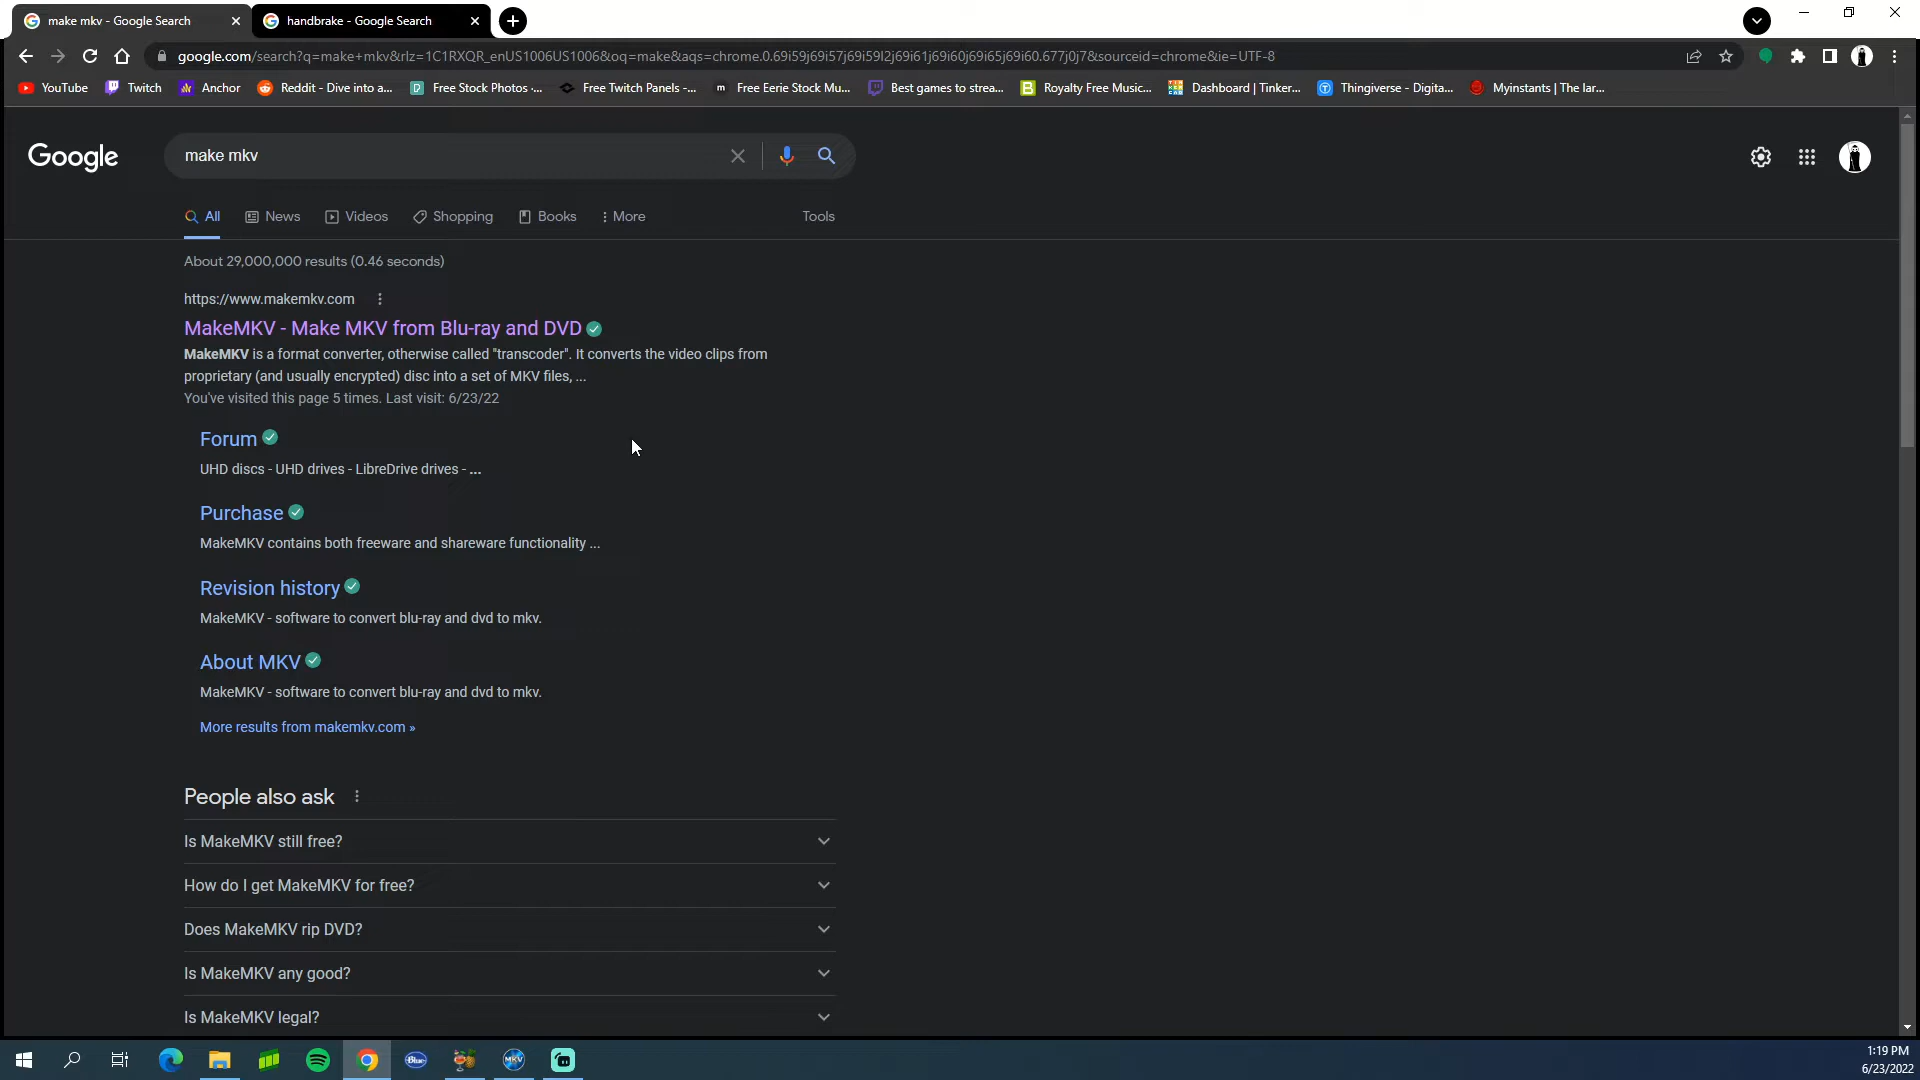 make mkv - Google Search
handbrake - Google Search
google.com/search?q=make+mkv&rlz=1C1RXQR_enUS1006US1006&oq=make&aqs=chrome.0.69i59j69i57j69i59l2j69i61j69i60j69i65j69i60.677j0j7&sourceid=chrome&ie=UTF-8
YouTube
Twitch
Anchor
Reddit - Dive into a...
Free Stock Photos ·...
Free Twitch Panels -...
Free Eerie Stock Mu...
Best games to strea...
Royalty Free Music...
Dashboard | Tinker...
Thingiverse - Digita...
Myinstants | The lar...
Google
make mkv
All
News
Videos
Shopping
Books
More
Tools
About 29,000,000 results (0.46 seconds)
https://www.makemkv.com
MakeMKV - Make MKV from Blu-ray and DVD
MakeMKV is a format converter, otherwise called "transcoder". It converts the video clips from
proprietary (and usually encrypted) disc into a set of MKV files, ...
You've visited this page 5 times. Last visit: 6/23/22
Forum
UHD discs - UHD drives - LibreDrive drives - ...
Purchase
MakeMKV contains both freeware and shareware functionality ...
Revision history
MakeMKV - software to convert blu-ray and dvd to mkv.
About MKV
MakeMKV - software to convert blu-ray and dvd to mkv.
More results from makemkv.com »
People also ask
Is MakeMKV still free?
How do I get MakeMKV for free?
Does MakeMKV rip DVD?
Is MakeMKV any good?
Is MakeMKV legal?
Blue
MKV
1:19 PM
6/23/2022